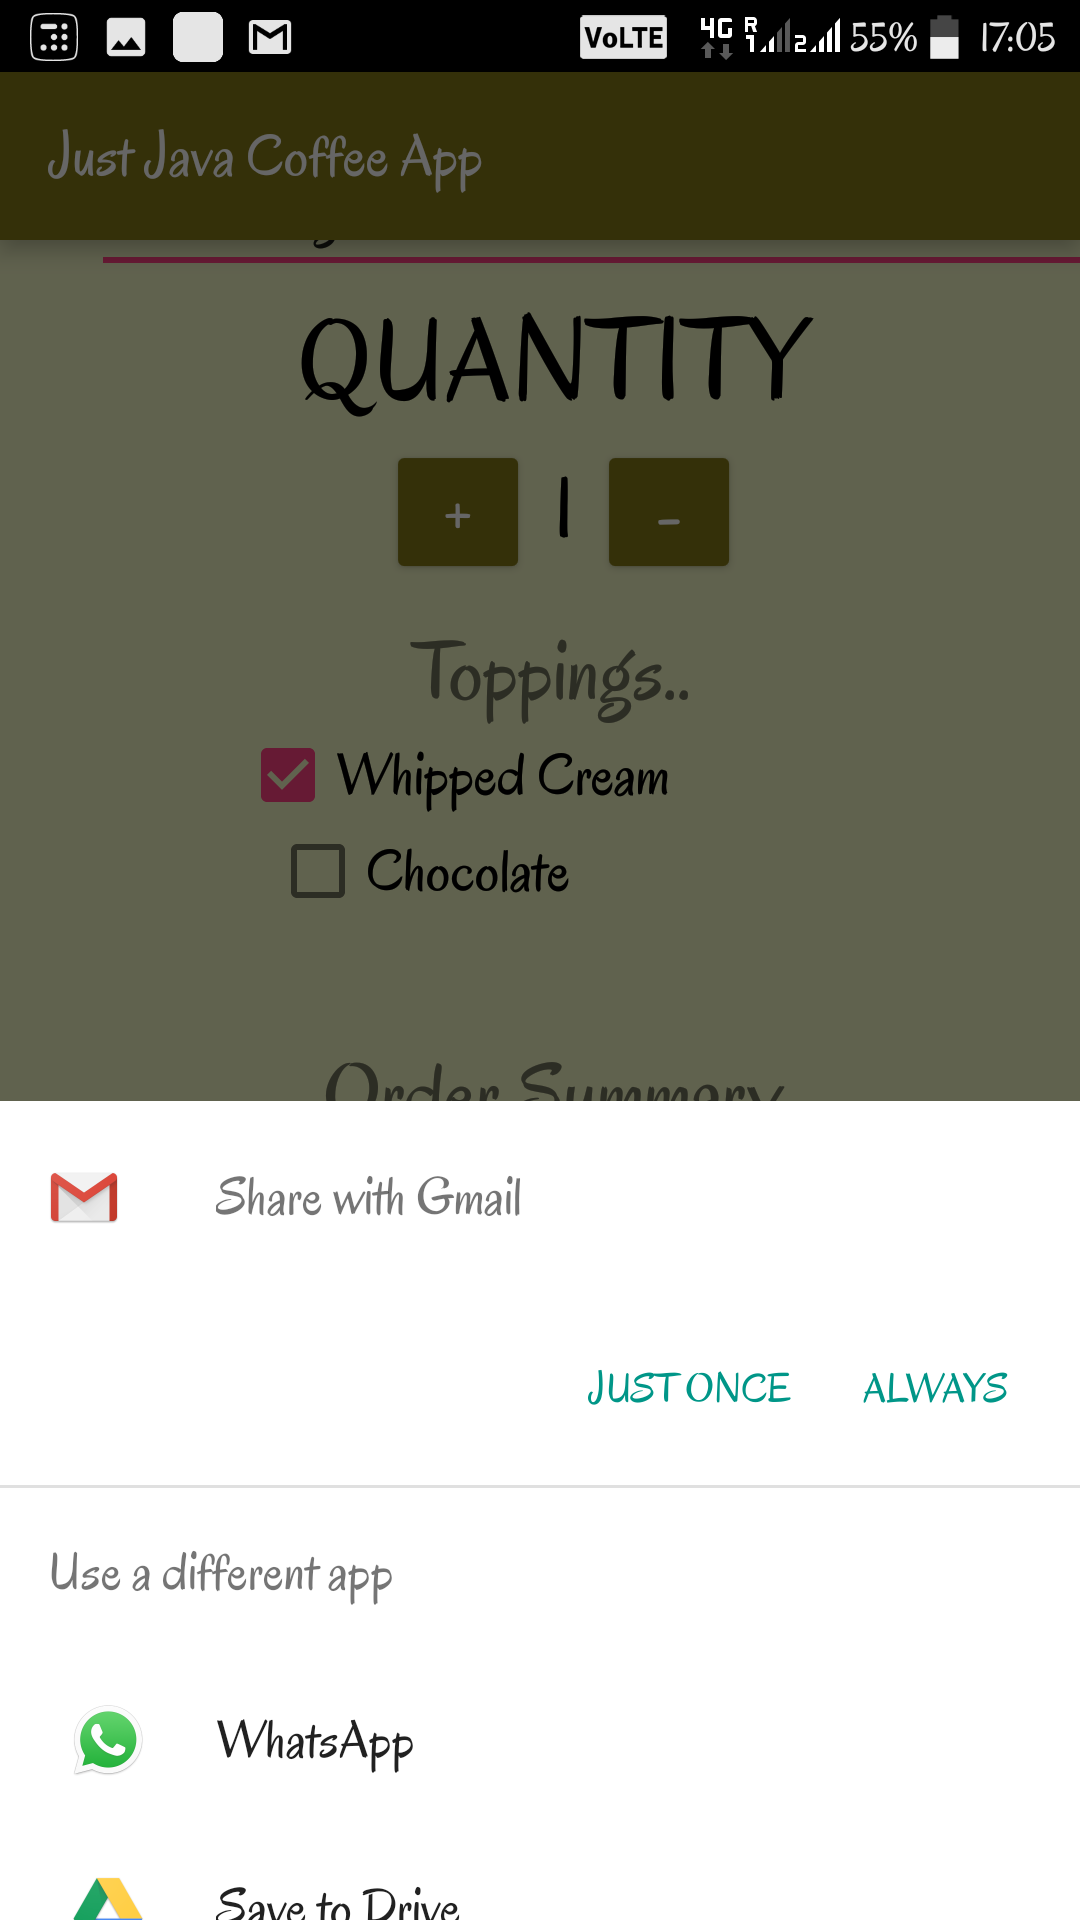 VoLTE 4G R 1 2 55% 17:05
Just Java Coffee App
QUANTITY
+ 1 -
Toppings..
Whipped Cream
Chocolate
Order Summary
Share with Gmail
JUST ONCE ALWAYS
Use a different app
WhatsApp
Save to Drive